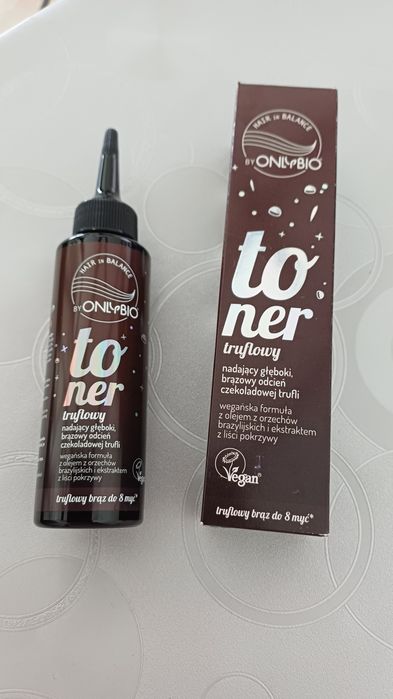 HAIR IN BALANCE
BY ONLYBIO
to
ner
truflowy
nadający głęboki,
brązowy odcień
czekoladowej trufli
wegańska formuła
z olejem z orzechów
brazylijskich i ekstraktem
z liści pokrzywy
truflowy brąz do 8 myć*
HAIR IN BALANCE
BY ONLYBIO
to
ner
truflowy
nadający głęboki,
brązowy odcień
czekoladowej trufli
wegańska formuła
z olejem z orzechów
brazylijskich i ekstraktem
z liści pokrzywy
Vegan
truflowy brąz do 8 myć*